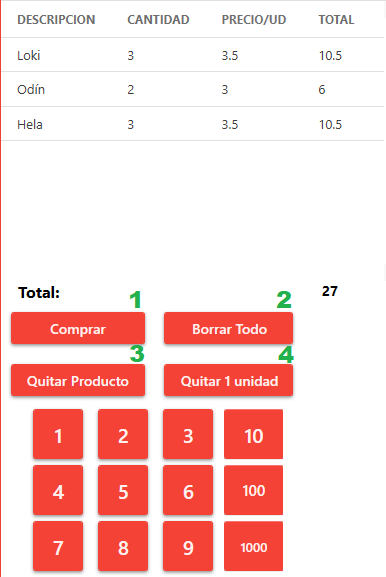 DESCRIPCION CANTIDAD PRECIO/UD TOTAL
Loki 3 3.5 10.5
Odín 2 3 6
Hela 3 3.5 10.5
Total: 27
1 2
Comprar Borrar Todo
3 4
Quitar Producto Quitar 1 unidad
1 2 3 10
4 5 6 100
7 8 9 1000